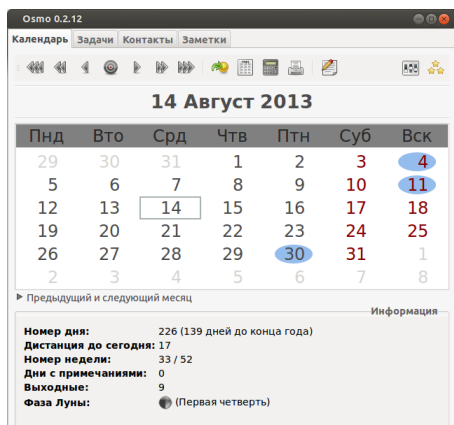 Osmo 0.2.12
Календарь Задачи Контакты Заметки
14 Август 2013
Пнд Вто Срд Чтв Птн Суб Вск
29 30 31 1 2 3 4
5 6 7 8 9 10 11
12 13 14 15 16 17 18
19 20 21 22 23 24 25
26 27 28 29 30 31 1
2 3 4 5 6 7 8
Предыдущий и следующий месяц
Информация
Номер дня: 226 (139 дней до конца года)
Дистанция до сегодня: 17
Номер недели: 33 / 52
Дни с примечаниями: 0
Выходные: 9
Фаза Луны: (Первая четверть)